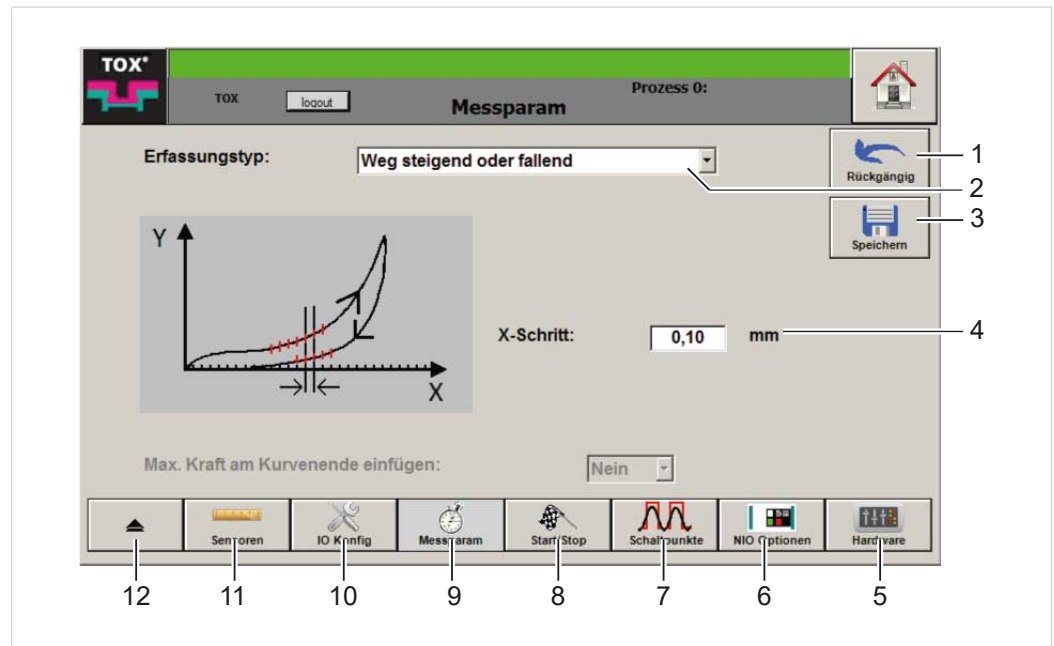 TOX®
TOX
logout
Messparam
Prozess 0:
Erfassungstyp:
Weg steigend oder fallend
Rückgängig
1
2
Speichern
3
Y
X
X-Schritt:
0,10
mm
4
Max. Kraft am Kurvenende einfügen:
Nein
Sensoren
IO Konfig
Messparam
Start/Stop
Schaltpunkte
NIO Optionen
Hardware
12
11
10
9
8
7
6
5